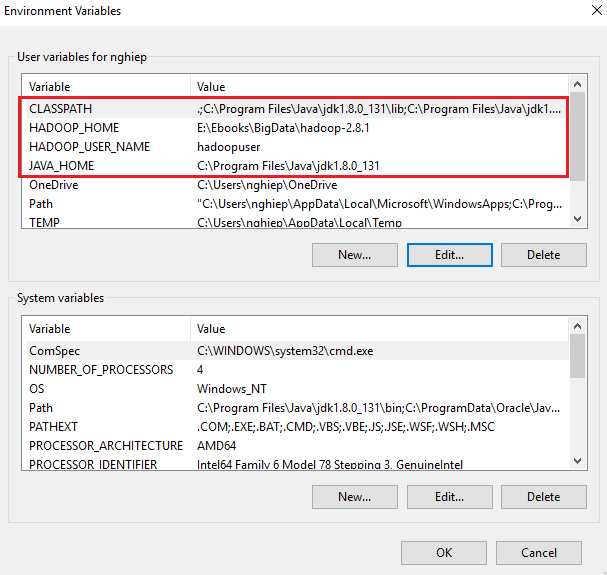 Environment Variables
User variables for nghiep
Variable Value
CLASSPATH .;C:\Program Files\Java\jdk1.8.0_131\lib;C:\Program Files\Java\jdk1....
HADOOP_HOME E:\Ebooks\BigData\hadoop-2.8.1
HADOOP_USER_NAME hadoopuser
JAVA_HOME C:\Program Files\Java\jdk1.8.0_131
OneDrive C:\Users\nghiep\OneDrive
Path "C:\Users\nghiep\AppData\Local\Microsoft\WindowsApps;C:\Prog...
TEMP C:\Users\nghiep\AppData\Local\Temp
New... Edit... Delete
System variables
Variable Value
ComSpec C:\WINDOWS\system32\cmd.exe
NUMBER_OF_PROCESSORS 4
OS Windows_NT
Path C:\Program Files\Java\jdk1.8.0_131\bin;C:\ProgramData\Oracle\Jav...
PATHEXT .COM;.EXE;.BAT;.CMD;.VBS;.VBE;.JS;.JSE;.WSF;.WSH;.MSC
PROCESSOR_ARCHITECTURE AMD64
PROCESSOR_IDENTIFIER Intel64 Family 6 Model 78 Stepping 3, GenuineIntel
New... Edit... Delete
OK Cancel